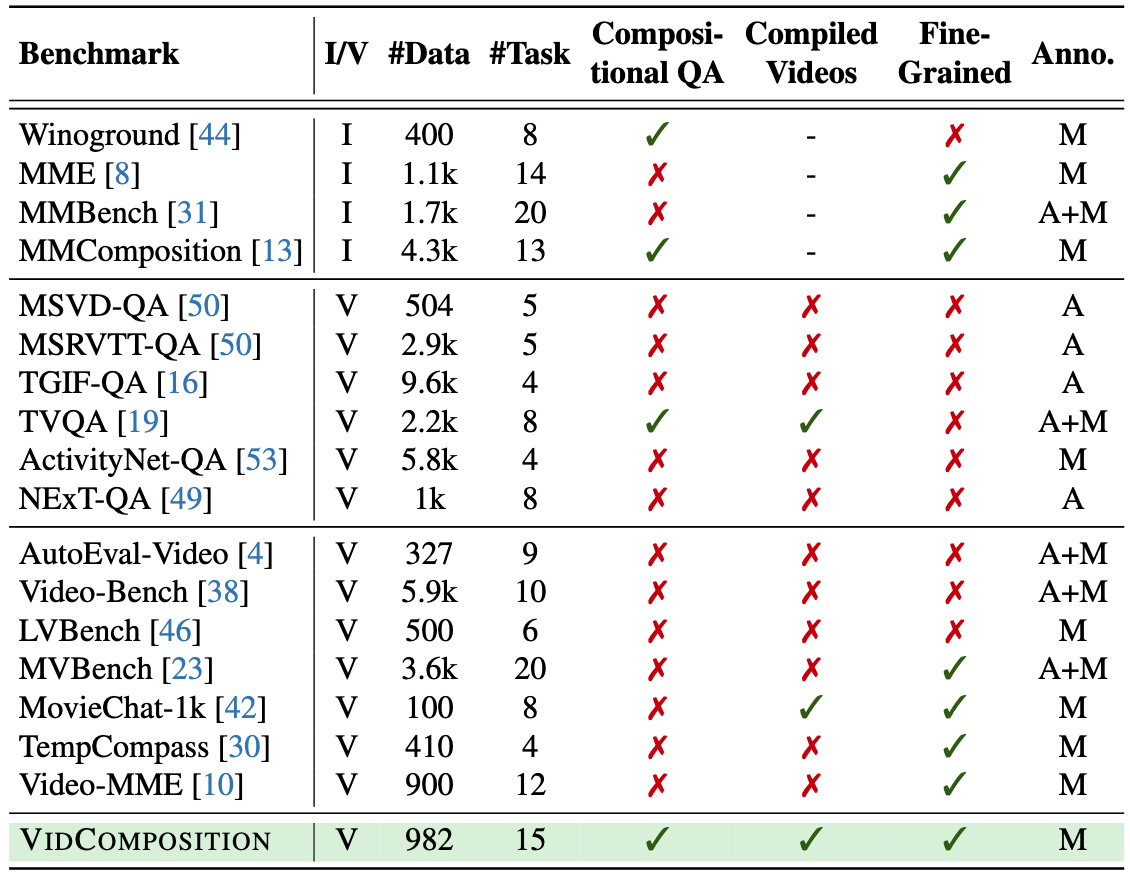 Benchmark I/V #Data #Task Composi-tional QA Compiled Videos Fine-Grained Anno.
Winoground [44] I 400 8 ✓ - ✗ M
MME [8] I 1.1k 14 ✗ - ✓ M
MMBench [31] I 1.7k 20 ✗ - ✓ A+M
MMComposition [13] I 4.3k 13 ✓ - ✓ M
MSVD-QA [50] V 504 5 ✗ ✗ ✗ A
MSRVTT-QA [50] V 2.9k 5 ✗ ✗ ✗ A
TGIF-QA [16] V 9.6k 4 ✗ ✗ ✗ A
TVQA [19] V 2.2k 8 ✓ ✓ ✗ A+M
ActivityNet-QA [53] V 5.8k 4 ✗ ✗ ✗ M
NExT-QA [49] V 1k 8 ✗ ✗ ✗ A
AutoEval-Video [4] V 327 9 ✗ ✗ ✗ A+M
Video-Bench [38] V 5.9k 10 ✗ ✗ ✗ A+M
LVBench [46] V 500 6 ✗ ✗ ✗ M
MVBench [23] V 3.6k 20 ✗ ✗ ✓ A+M
MovieChat-1k [42] V 100 8 ✗ ✓ ✓ M
TempCompass [30] V 410 4 ✗ ✗ ✓ M
Video-MME [10] V 900 12 ✗ ✗ ✓ M
VIDCOMPOSITION V 982 15 ✓ ✓ ✓ M